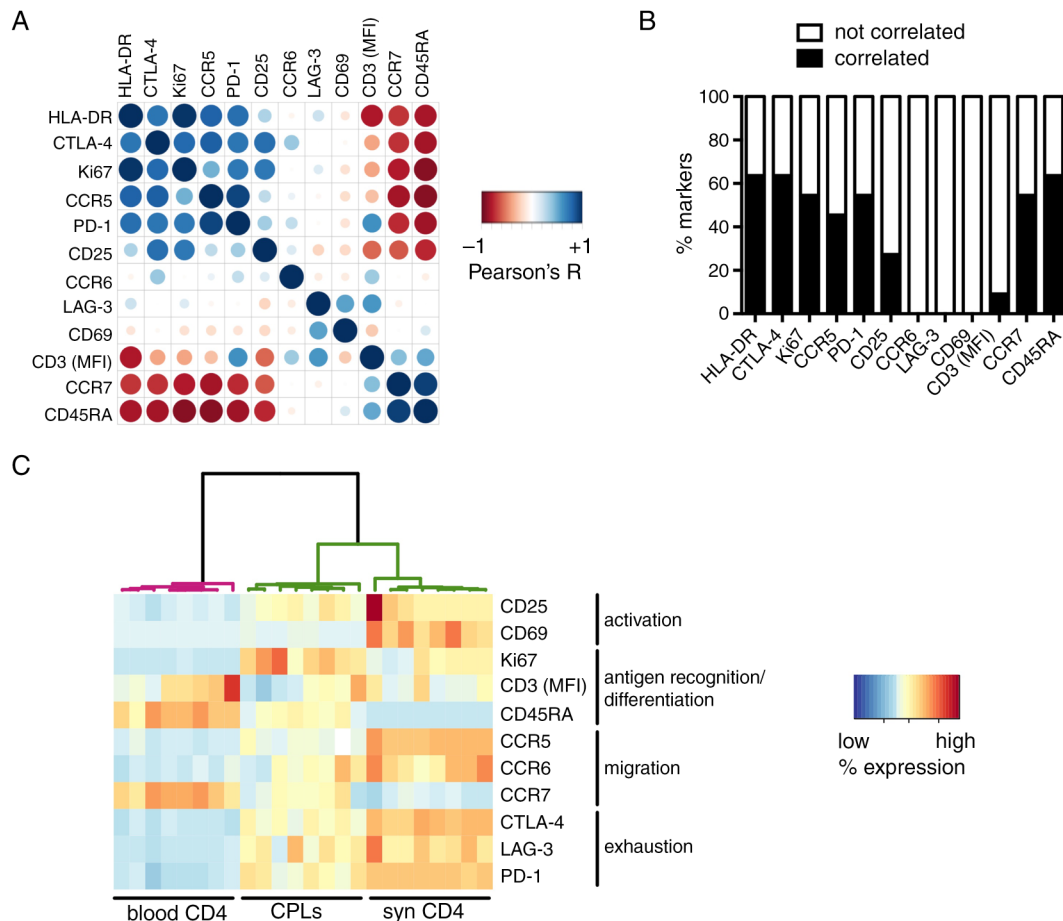 A
HLA-DR
CTLA-4
Ki67
CCR5
PD-1
CD25
CCR6
LAG-3
CD69
CD3 (MFI)
CCR7
CD45RA
HLA-DR
CTLA-4
Ki67
CCR5
PD-1
CD25
CCR6
LAG-3
CD69
CD3 (MFI)
CCR7
CD45RA
−1 +1
Pearson's R
B
not correlated
correlated
% markers
100
80
60
40
20
0
HLA-DR
CTLA-4
Ki67
CCR5
PD-1
CD25
CCR6
LAG-3
CD69
CD3 (MFI)
CCR7
CD45RA
C
CD25
CD69
Ki67
CD3 (MFI)
CD45RA
CCR5
CCR6
CCR7
CTLA-4
LAG-3
PD-1
activation
antigen recognition/
differentiation
migration
exhaustion
low high
% expression
blood CD4 CPLs syn CD4